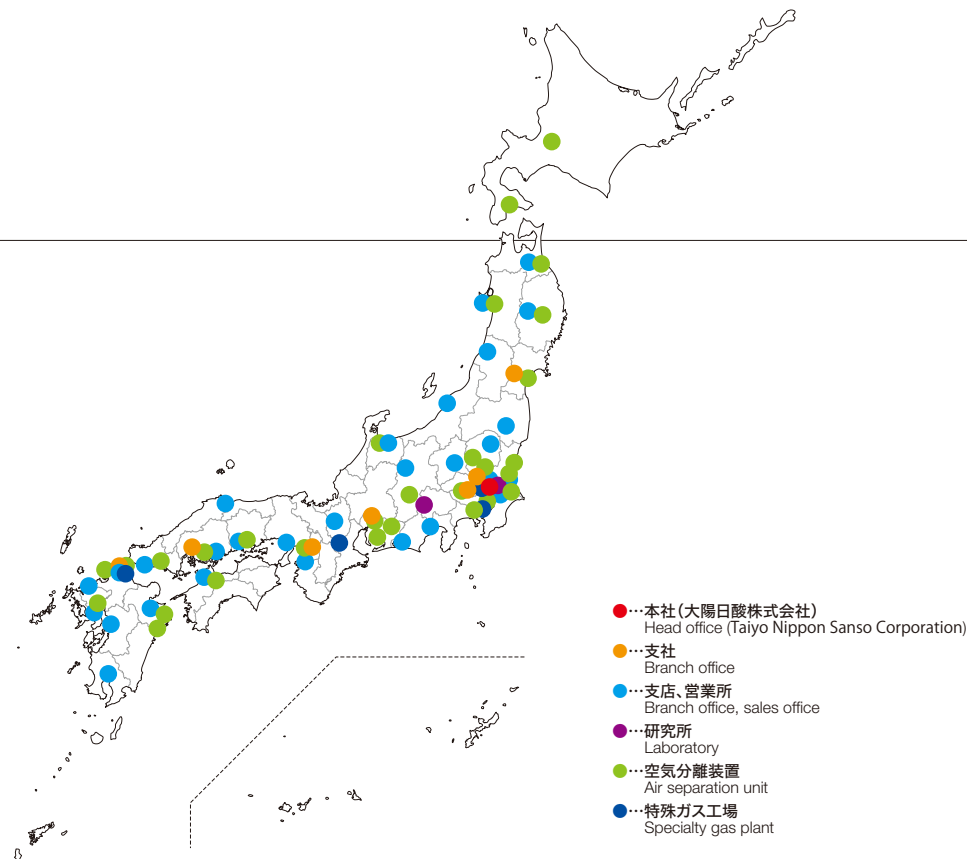 ●…本社(大陽日酸株式会社)
Head office (Taiyo Nippon Sanso Corporation)
●…支社
Branch office
●…支店、営業所
Branch office, sales office
●…研究所
Laboratory
●…空気分離装置
Air separation unit
●…特殊ガス工場
Specialty gas plant